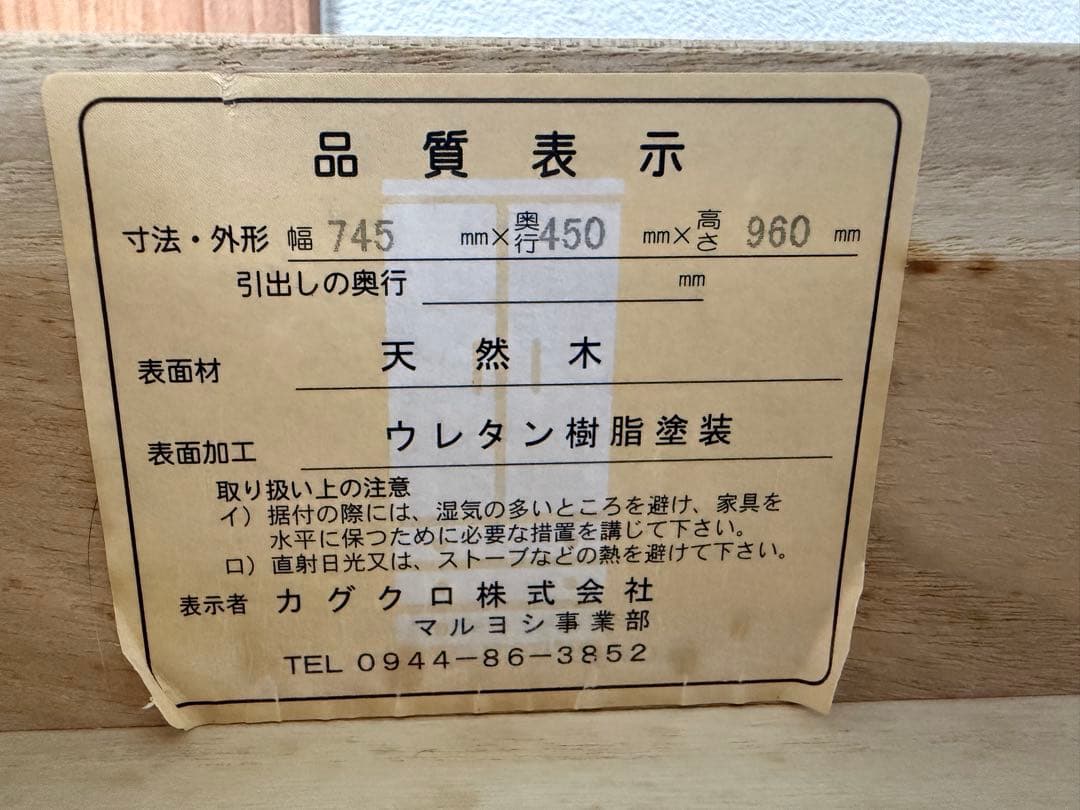 品質表示
寸法・外形 幅 745 mm×奥行450 mm×高さ 960 mm
引出しの奥行 mm
表面材 天然木
表面加工 ウレタン樹脂塗装
取り扱い上の注意
イ）据付の際には、湿気の多いところを避け、家具を
水平に保つために必要な措置を講じて下さい。
ロ）直射日光又は、ストーブなどの熱を避けて下さい。
表示者 カグクロ株式会社
マルヨシ事業部
TEL 0944-86-3852